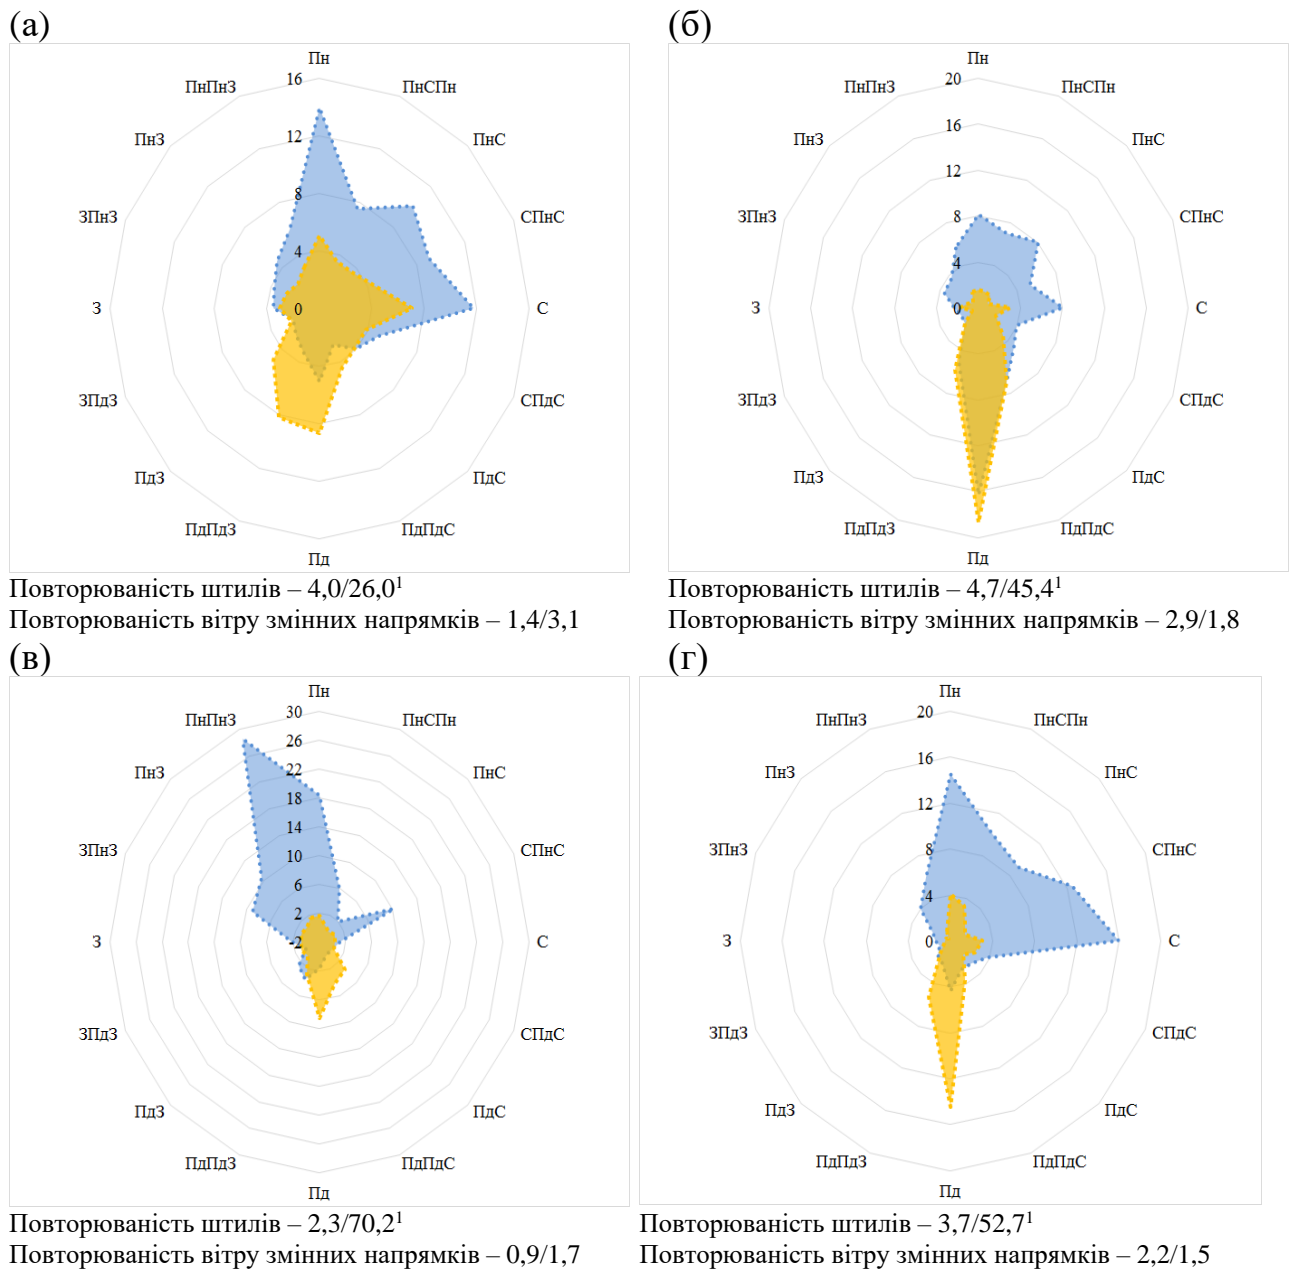 (а)
Пн
ПнСПн
ПнС
СПнС
С
СПдС
ПдС
ПдПдС
Пд
ПдПдЗ
ПдЗ
ЗПдЗ
З
ЗПнЗ
ПнЗ
ПнПнЗ
16
12
8
4
0
Повторюваність штилів – 4,0/26,0¹
Повторюваність вітру змінних напрямків – 1,4/3,1
(б)
Пн
ПнСПн
ПнС
СПнС
С
СПдС
ПдС
ПдПдС
Пд
ПдПдЗ
ПдЗ
ЗПдЗ
З
ЗПнЗ
ПнЗ
ПнПнЗ
20
16
12
8
4
0
Повторюваність штилів – 4,7/45,4¹
Повторюваність вітру змінних напрямків – 2,9/1,8
(в)
Пн
ПнСПн
ПнС
СПнС
С
СПдС
ПдС
ПдПдС
Пд
ПдПдЗ
ПдЗ
ЗПдЗ
З
ЗПнЗ
ПнЗ
ПнПнЗ
30
26
22
18
14
10
6
2
-2
Повторюваність штилів – 2,3/70,2¹
Повторюваність вітру змінних напрямків – 0,9/1,7
(г)
Пн
ПнСПн
ПнС
СПнС
С
СПдС
ПдС
ПдПдС
Пд
ПдПдЗ
ПдЗ
ЗПдЗ
З
ЗПнЗ
ПнЗ
ПнПнЗ
20
16
12
8
4
0
Повторюваність штилів – 3,7/52,7¹
Повторюваність вітру змінних напрямків – 2,2/1,5